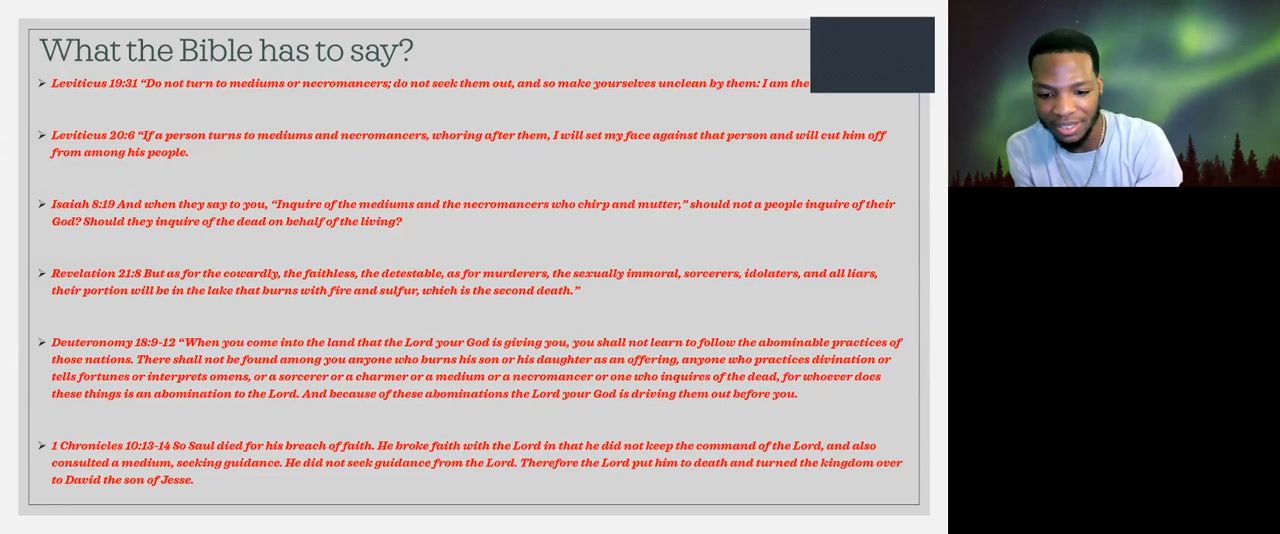 What the Bible has to say?
Leviticus 19:31 “Do not turn to mediums or necromancers; do not seek them out, and so make yourselves unclean by them: I am the
Leviticus 20:6 “If a person turns to mediums and necromancers, whoring after them, I will set my face against that person and will cut him off
from among his people.
Isaiah 8:19 And when they say to you, “Inquire of the mediums and the necromancers who chirp and mutter,” should not a people inquire of their
God? Should they inquire of the dead on behalf of the living?
Revelation 21:8 But as for the cowardly, the faithless, the detestable, as for murderers, the sexually immoral, sorcerers, idolaters, and all liars,
their portion will be in the lake that burns with fire and sulfur, which is the second death.”
Deuteronomy 18:9-12 “When you come into the land that the Lord your God is giving you, you shall not learn to follow the abominable practices of
those nations. There shall not be found among you anyone who burns his son or his daughter as an offering, anyone who practices divination or
tells fortunes or interprets omens, or a sorcerer or a charmer or a medium or a necromancer or one who inquires of the dead, for whoever does
these things is an abomination to the Lord. And because of these abominations the Lord your God is driving them out before you.
1 Chronicles 10:13-14 So Saul died for his breach of faith. He broke faith with the Lord in that he did not keep the command of the Lord, and also
consulted a medium, seeking guidance. He did not seek guidance from the Lord. Therefore the Lord put him to death and turned the kingdom over
to David the son of Jesse.